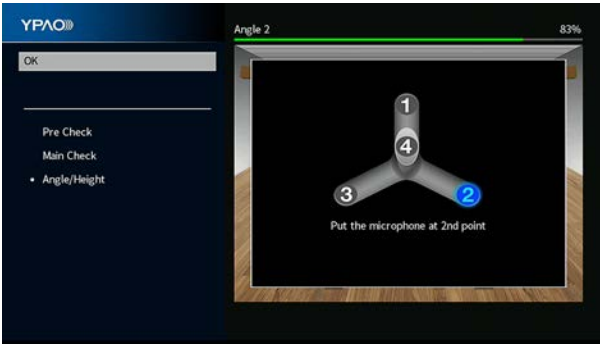 YPAO
Angle 2
83%
OK
Pre Check
Main Check
• Angle/Height
1
4
3
2
Put the microphone at 2nd point